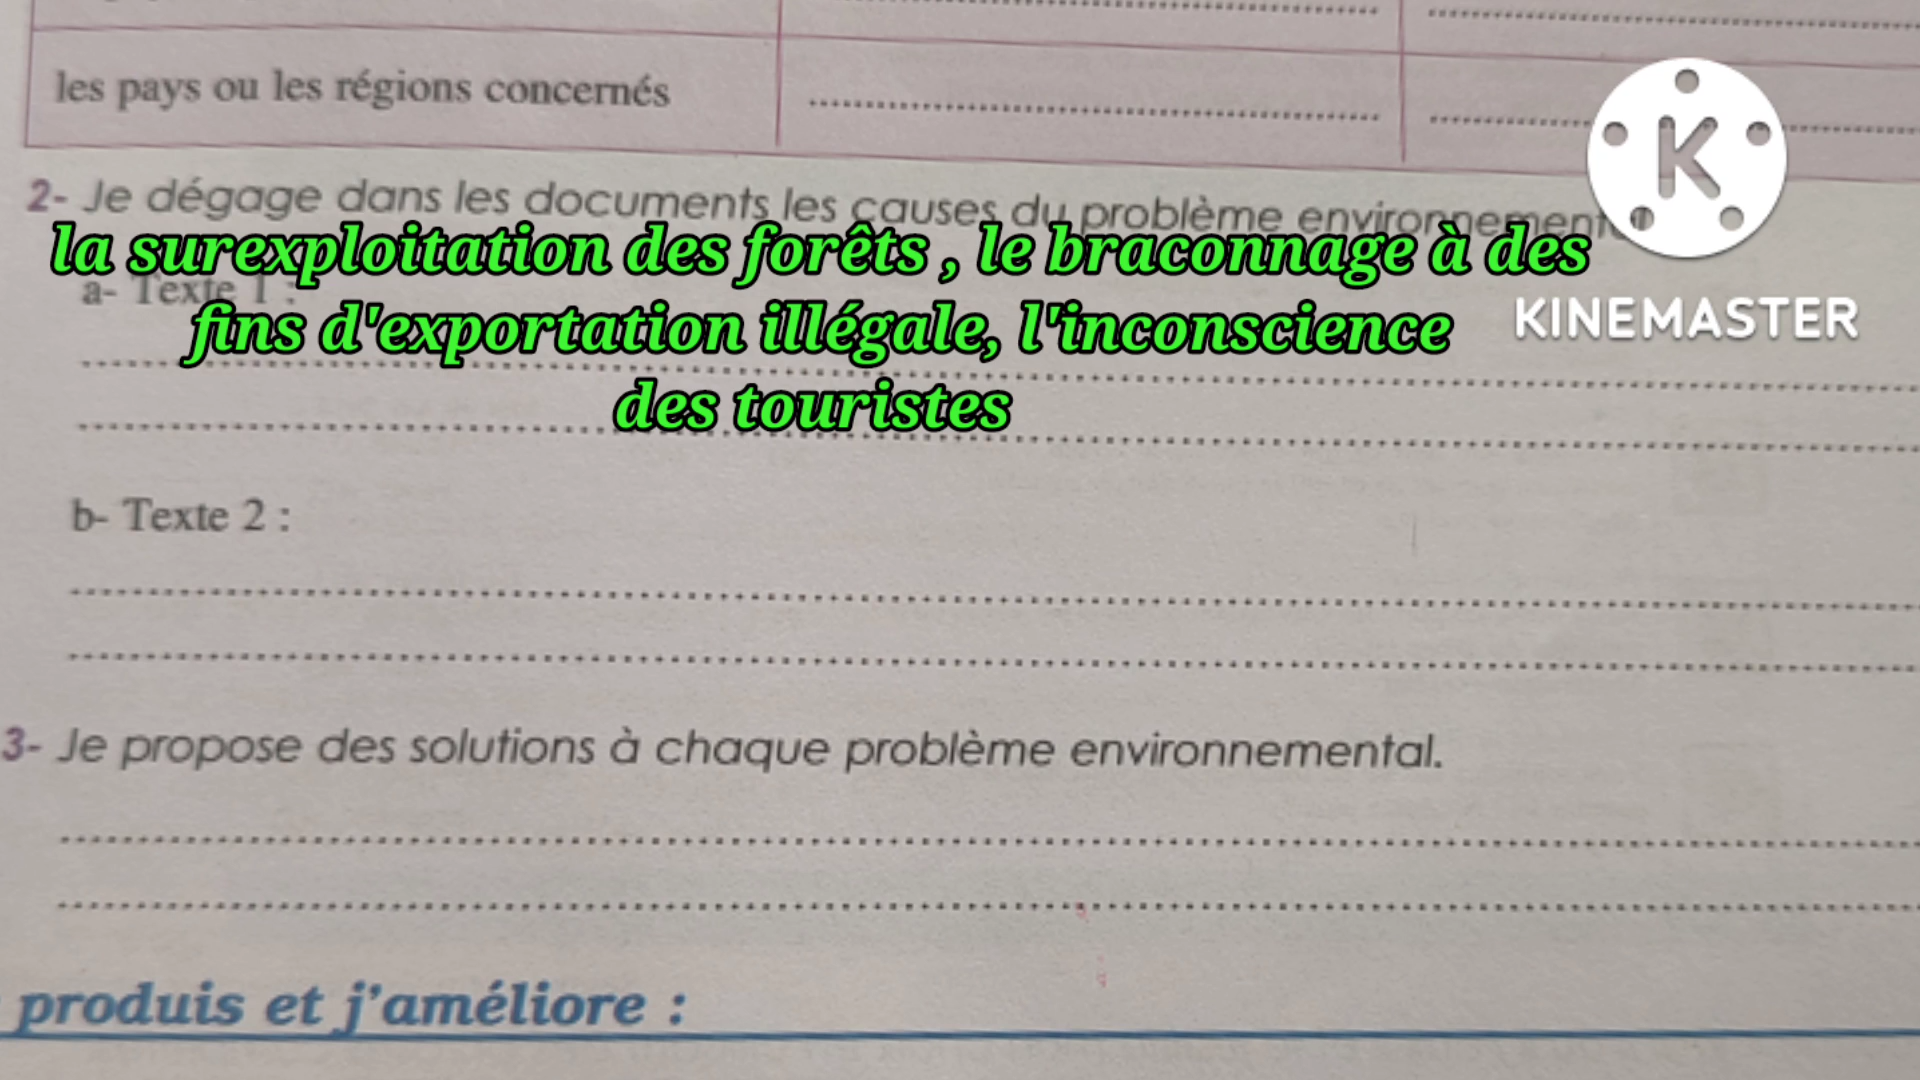 les pays ou les régions concernés
2- Je dégage dans les documents les causes du problème environnemental
la surexploitation des forêts , le braconnage à des
a- Texte 1 :
fins d'exportation illégale, l'inconscience
des touristes
KINEMASTER
b- Texte 2 :
3- Je propose des solutions à chaque problème environnemental.
produis et j'améliore :